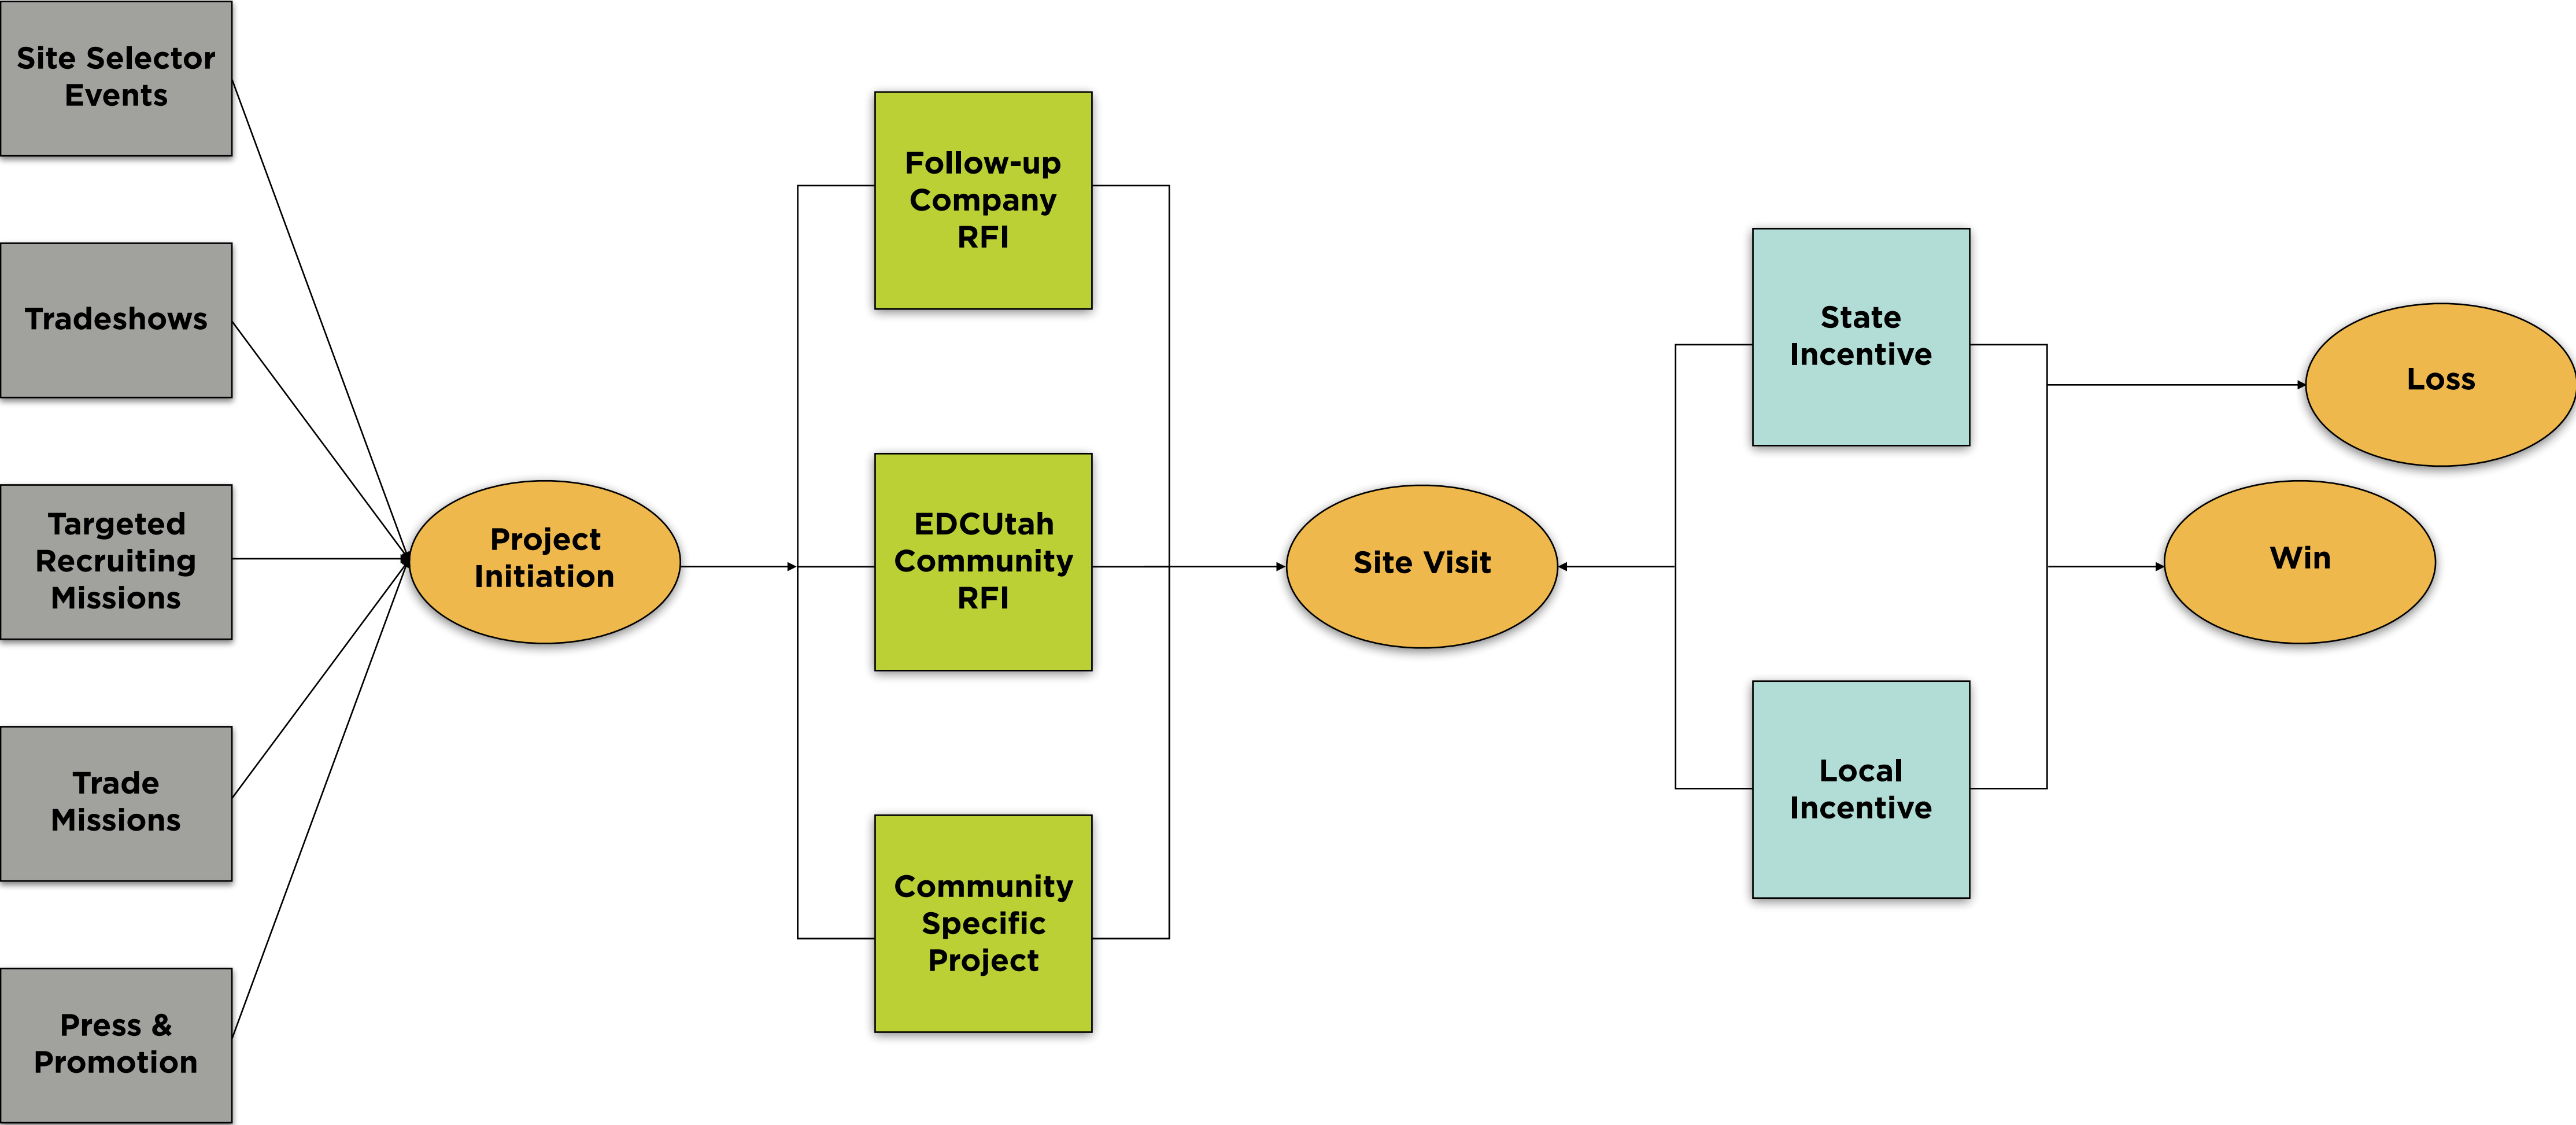 Site Selector
Events
Tradeshows
Targeted
Recruiting
Missions
Trade
Missions
Press &
Promotion
Project
Initiation
Follow-up
Company
RFI
EDCUtah
Community
RFI
Community
Specific
Project
Site Visit
State
Incentive
Local
Incentive
Loss
Win